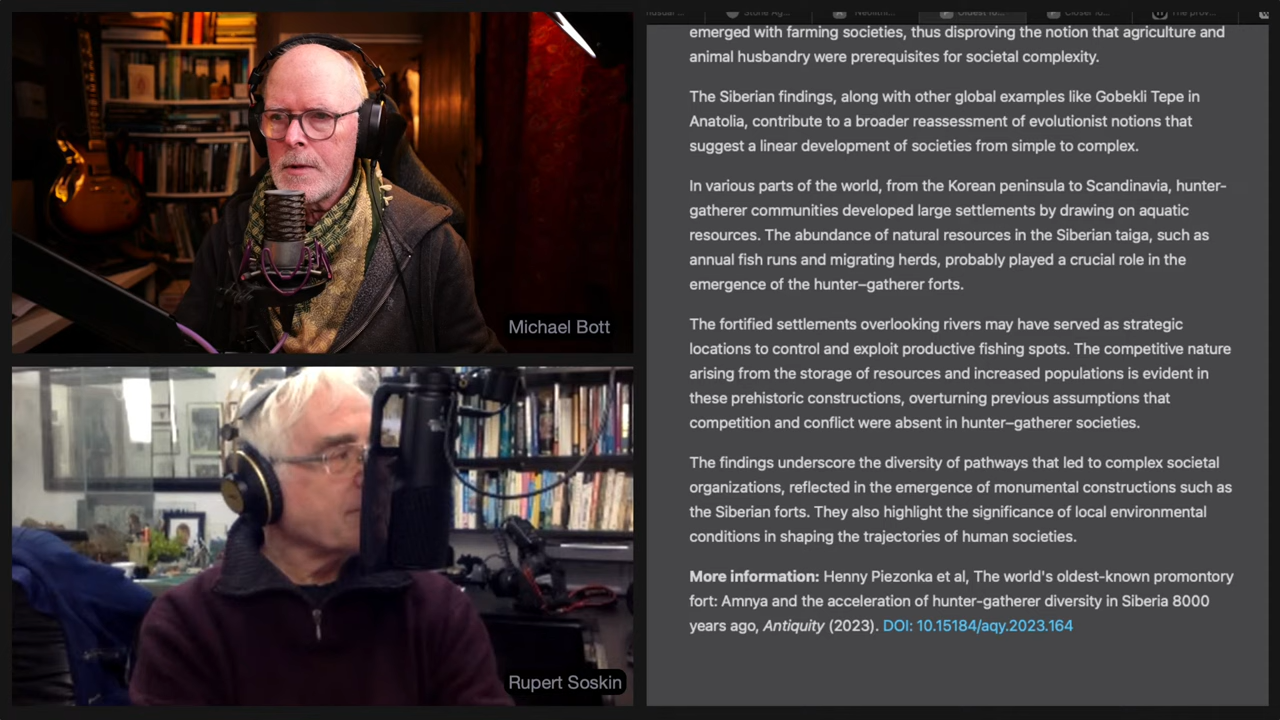 Stone Ag...
Neolithi...
Oldest fo...
Closer lo...
The prov...
emerged with farming societies, thus disproving the notion that agriculture and
animal husbandry were prerequisites for societal complexity.
The Siberian findings, along with other global examples like Gobekli Tepe in
Anatolia, contribute to a broader reassessment of evolutionist notions that
suggest a linear development of societies from simple to complex.
In various parts of the world, from the Korean peninsula to Scandinavia, hunter-
gatherer communities developed large settlements by drawing on aquatic
resources. The abundance of natural resources in the Siberian taiga, such as
annual fish runs and migrating herds, probably played a crucial role in the
emergence of the hunter–gatherer forts.
The fortified settlements overlooking rivers may have served as strategic
locations to control and exploit productive fishing spots. The competitive nature
arising from the storage of resources and increased populations is evident in
these prehistoric constructions, overturning previous assumptions that
competition and conflict were absent in hunter–gatherer societies.
The findings underscore the diversity of pathways that led to complex societal
organizations, reflected in the emergence of monumental constructions such as
the Siberian forts. They also highlight the significance of local environmental
conditions in shaping the trajectories of human societies.
More information: Henny Piezonka et al, The world's oldest-known promontory
fort: Amnya and the acceleration of hunter-gatherer diversity in Siberia 8000
years ago, Antiquity (2023). DOI: 10.15184/aqy.2023.164
Michael Bott
Rupert Soskin